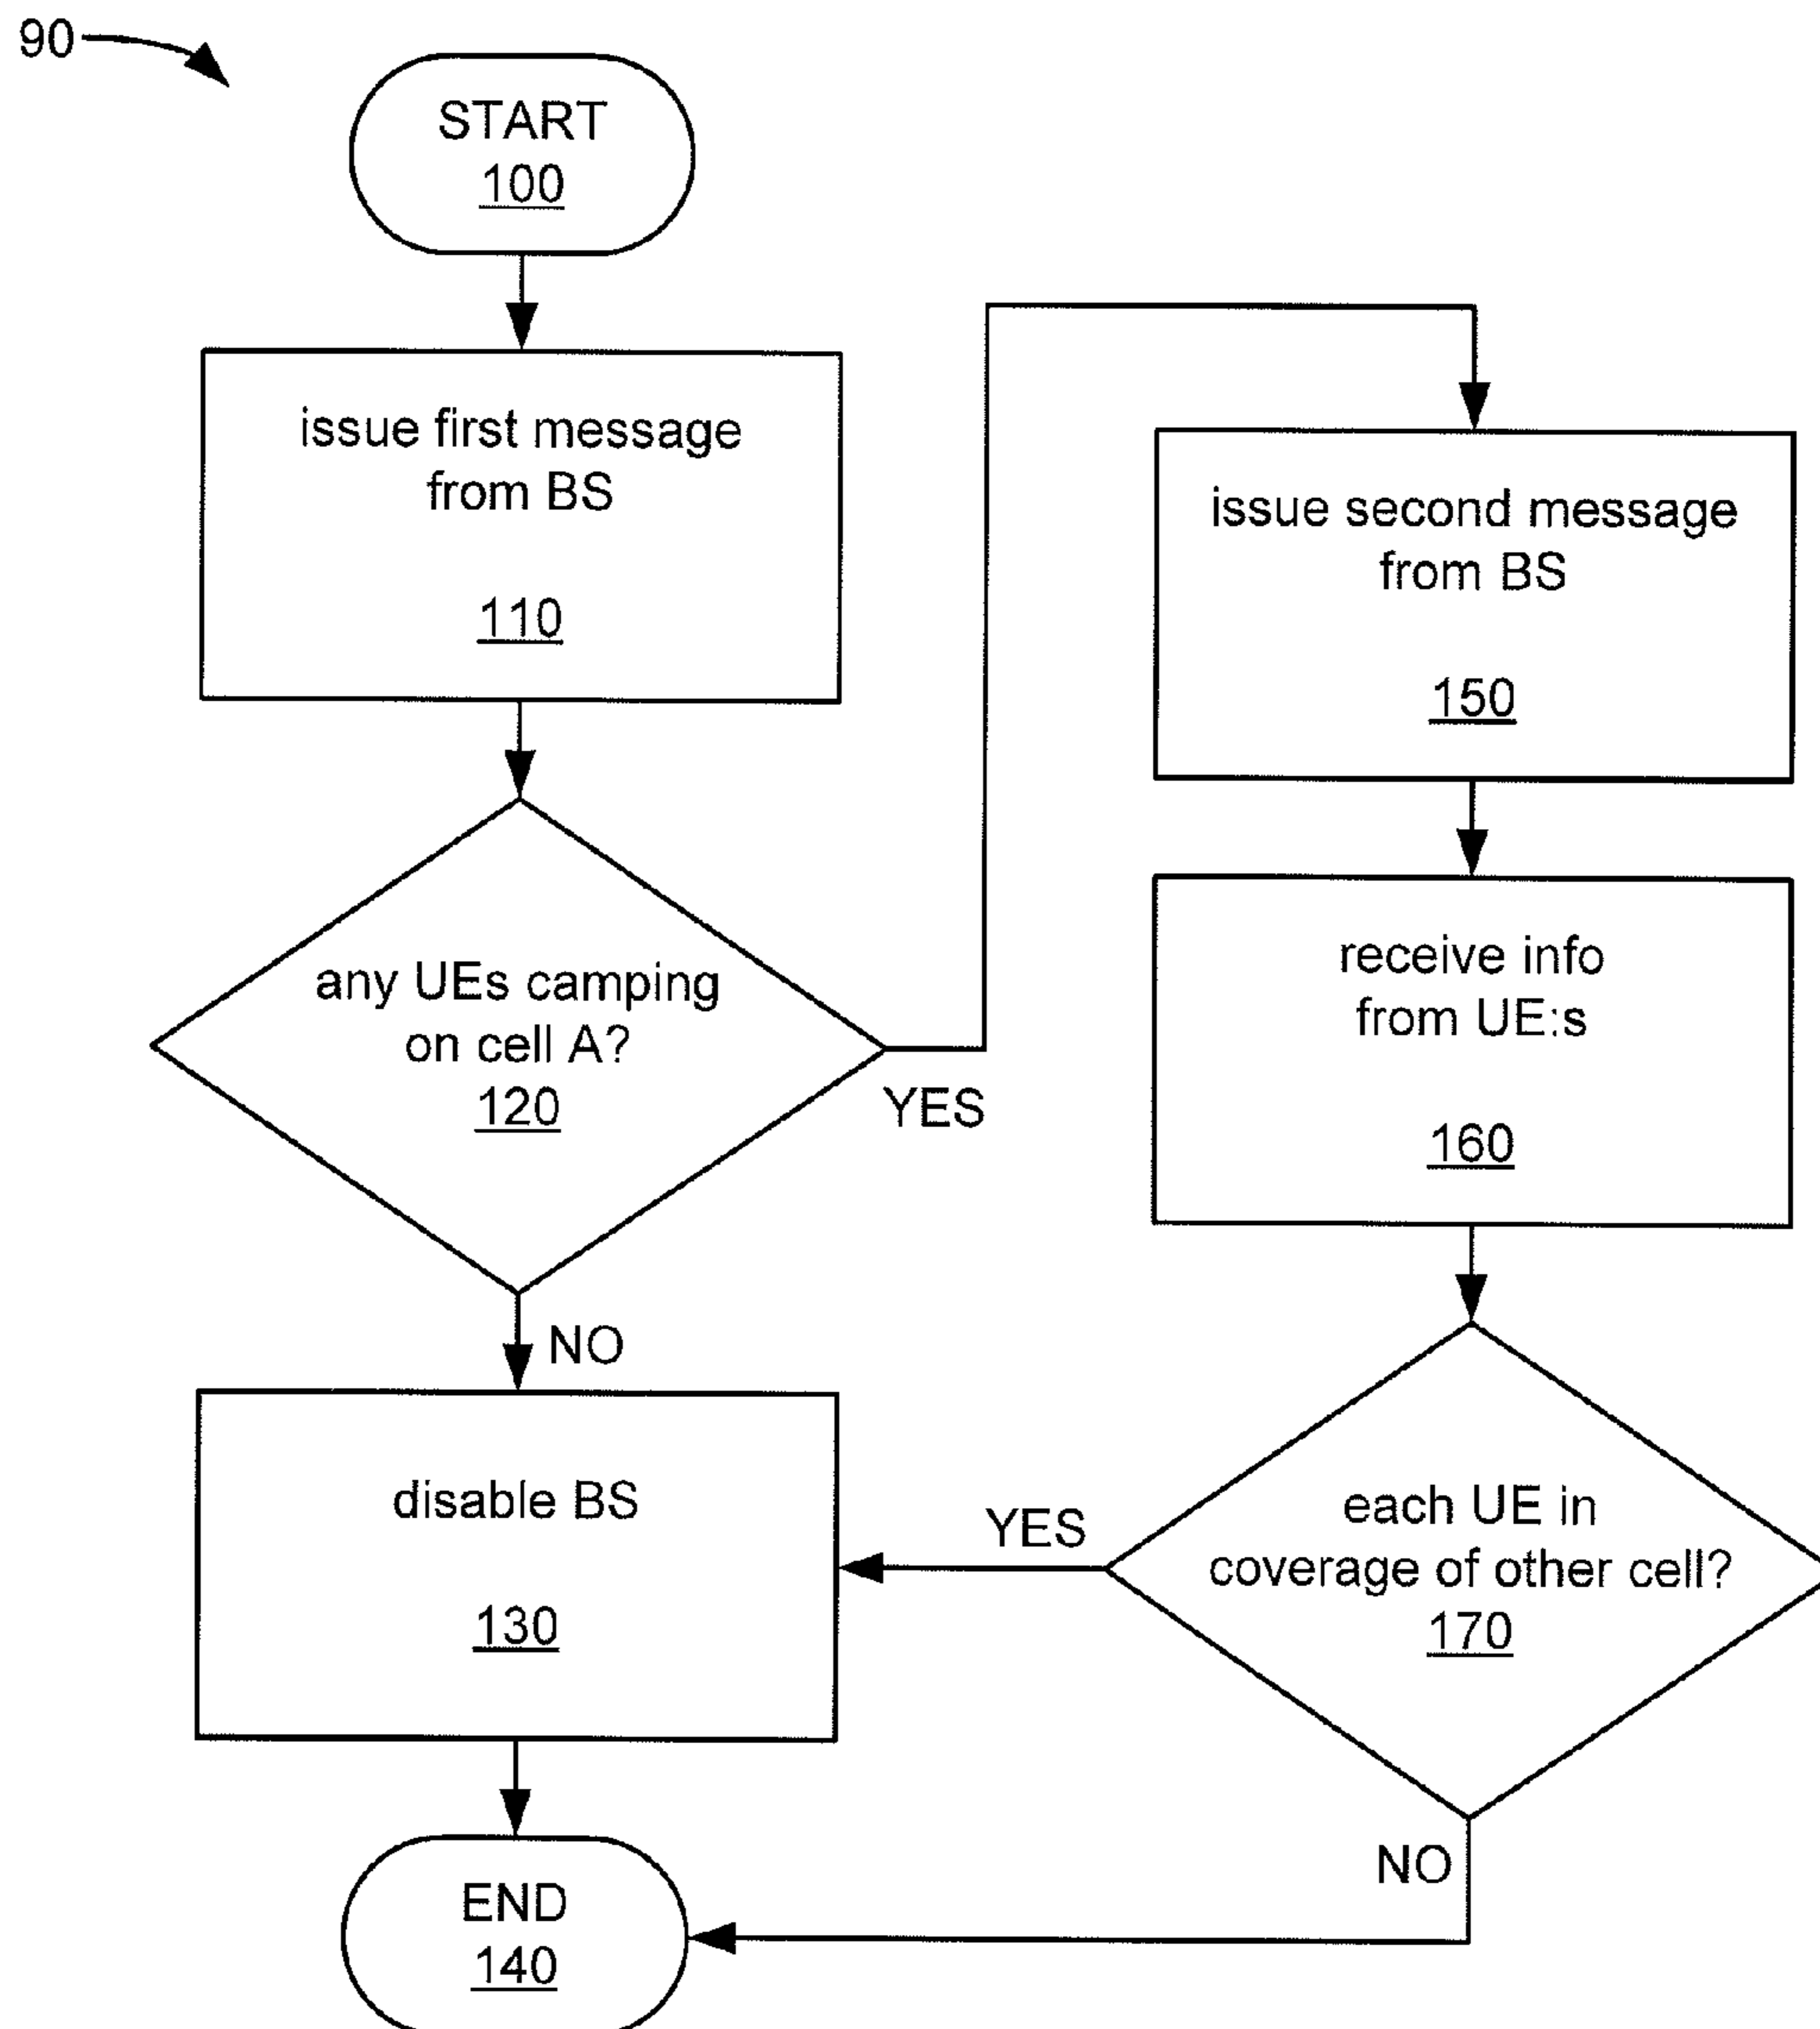 90
START
100
issue first message
from BS
110
any UEs camping
on cell A?
120
YES
NO
disable BS
130
END
140
issue second message
from BS
150
receive info
from UE:s
160
each UE in
coverage of other cell?
170
YES
NO